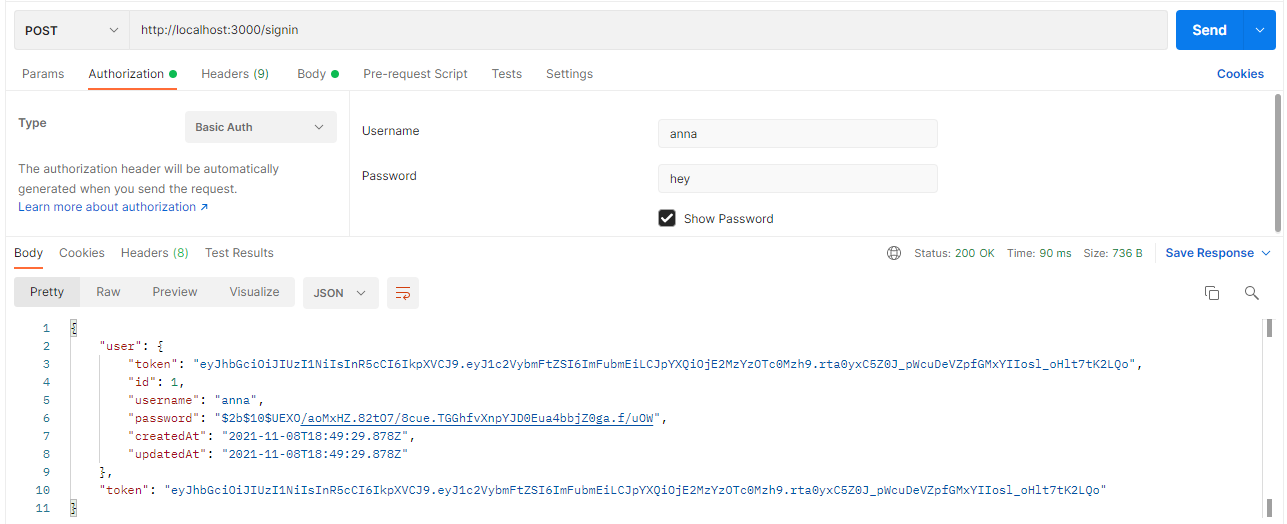 POST http://localhost:3000/signin Send
Params Authorization Headers (9) Body Pre-request Script Tests Settings Cookies
Type Basic Auth
The authorization header will be automatically
generated when you send the request.
Learn more about authorization ↗
Username anna
Password hey
Show Password
Body Cookies Headers (8) Test Results Status: 200 OK Time: 90 ms Size: 736 B Save Response
Pretty Raw Preview Visualize JSON
1 {
2 "user": {
3 "token": "eyJhbGciOiJIUzI1NiIsInR5cCI6IkpXVCJ9.eyJ1c2VybmFtZSI6ImFubmEiLCJpYXQiOjE2MzYzOTc0Mzh9.rta0yxC5Z0J_pWcuDeVZpfGMxYIIosl_oHlt7tK2LQo",
4 "id": 1,
5 "username": "anna",
6 "password": "$2b$10$UEXO/aoMxHZ.82tO7/8cue.TGGhfvXnpYJD0Eua4bbjZ0ga.f/uOW",
7 "createdAt": "2021-11-08T18:49:29.878Z",
8 "updatedAt": "2021-11-08T18:49:29.878Z"
9 },
10 "token": "eyJhbGciOiJIUzI1NiIsInR5cCI6IkpXVCJ9.eyJ1c2VybmFtZSI6ImFubmEiLCJpYXQiOjE2MzYzOTc0Mzh9.rta0yxC5Z0J_pWcuDeVZpfGMxYIIosl_oHlt7tK2LQo"
11 }